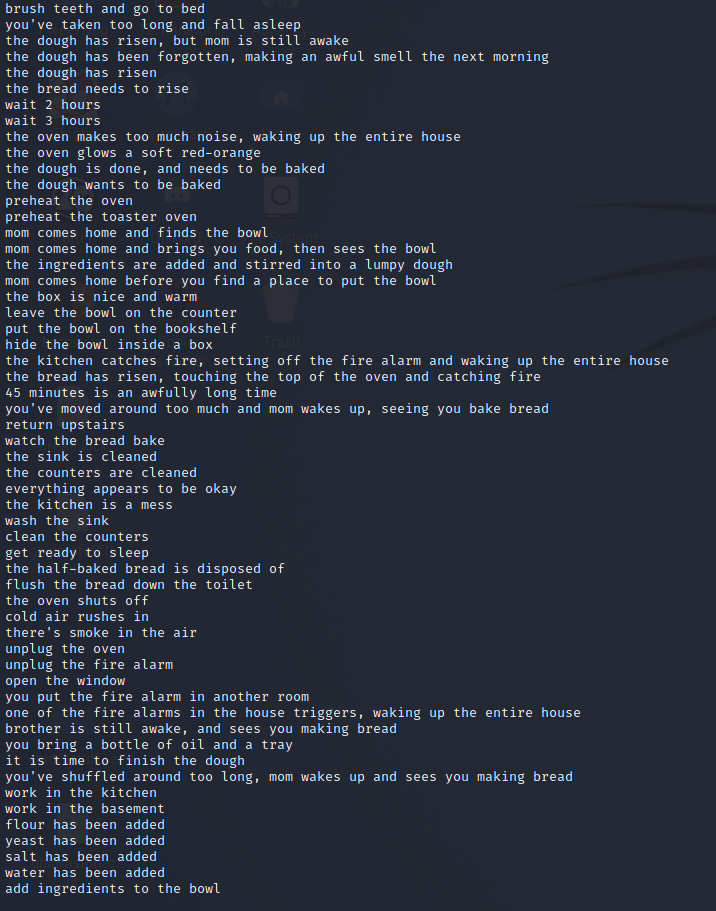 brush teeth and go to bed
you've taken too long and fall asleep
the dough has risen, but mom is still awake
the dough has been forgotten, making an awful smell the next morning
the dough has risen
the bread needs to rise
wait 2 hours
wait 3 hours
the oven makes too much noise, waking up the entire house
the oven glows a soft red-orange
the dough is done, and needs to be baked
the dough wants to be baked
preheat the oven
preheat the toaster oven
mom comes home and finds the bowl
mom comes home and brings you food, then sees the bowl
the ingredients are added and stirred into a lumpy dough
mom comes home before you find a place to put the bowl
the box is nice and warm
leave the bowl on the counter
put the bowl on the bookshelf
hide the bowl inside a box
the kitchen catches fire, setting off the fire alarm and waking up the entire house
the bread has risen, touching the top of the oven and catching fire
45 minutes is an awfully long time
you've moved around too much and mom wakes up, seeing you bake bread
return upstairs
watch the bread bake
the sink is cleaned
the counters are cleaned
everything appears to be okay
the kitchen is a mess
wash the sink
clean the counters
get ready to sleep
the half-baked bread is disposed of
flush the bread down the toilet
the oven shuts off
cold air rushes in
there's smoke in the air
unplug the oven
unplug the fire alarm
open the window
you put the fire alarm in another room
one of the fire alarms in the house triggers, waking up the entire house
brother is still awake, and sees you making bread
you bring a bottle of oil and a tray
it is time to finish the dough
you've shuffled around too long, mom wakes up and sees you making bread
work in the kitchen
work in the basement
flour has been added
yeast has been added
salt has been added
water has been added
add ingredients to the bowl